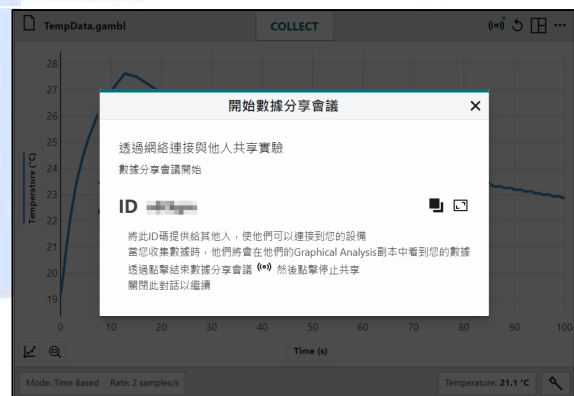 TempData.gambl
COLLECT
28
27
26
25
24
23
22
21
20
19
Temperature (°C)
開始數據分享會議
透過網絡連接與他人共享實驗
數據分享會議開始
ID
將此ID碼提供給其他人，使他們可以連接到您的設備
當您收集數據時，他們將會在他們的Graphical Analysis副本中看到您的數據
透過點擊結束數據分享會議 然後點擊停止共享
關閉此對話以繼續
0 10 20 30 40 50 60 70 80 90 100
Time (s)
Mode: Time Based Rate: 2 samples/s
Temperature: 21.1 °C